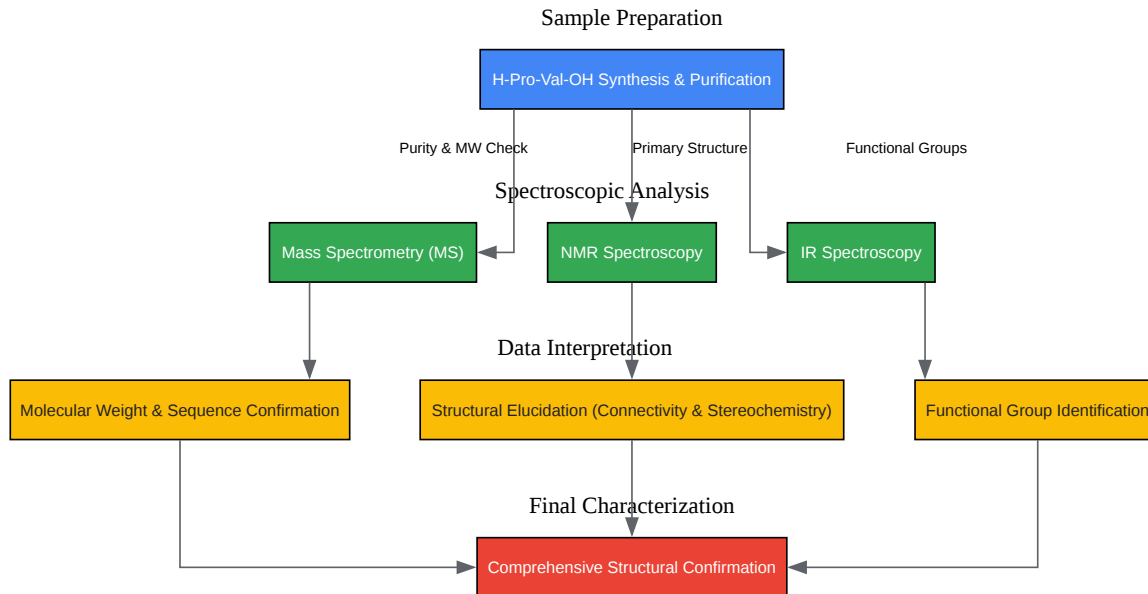 Sample Preparation
H-Pro-Val-OH Synthesis & Purification
Purity & MW Check
Primary Structure
Functional Groups
Spectroscopic Analysis
Mass Spectrometry (MS)
NMR Spectroscopy
IR Spectroscopy
Data Interpretation
Molecular Weight & Sequence Confirmation
Structural Elucidation (Connectivity & Stereochemistry)
Functional Group Identification
Final Characterization
Comprehensive Structural Confirmation